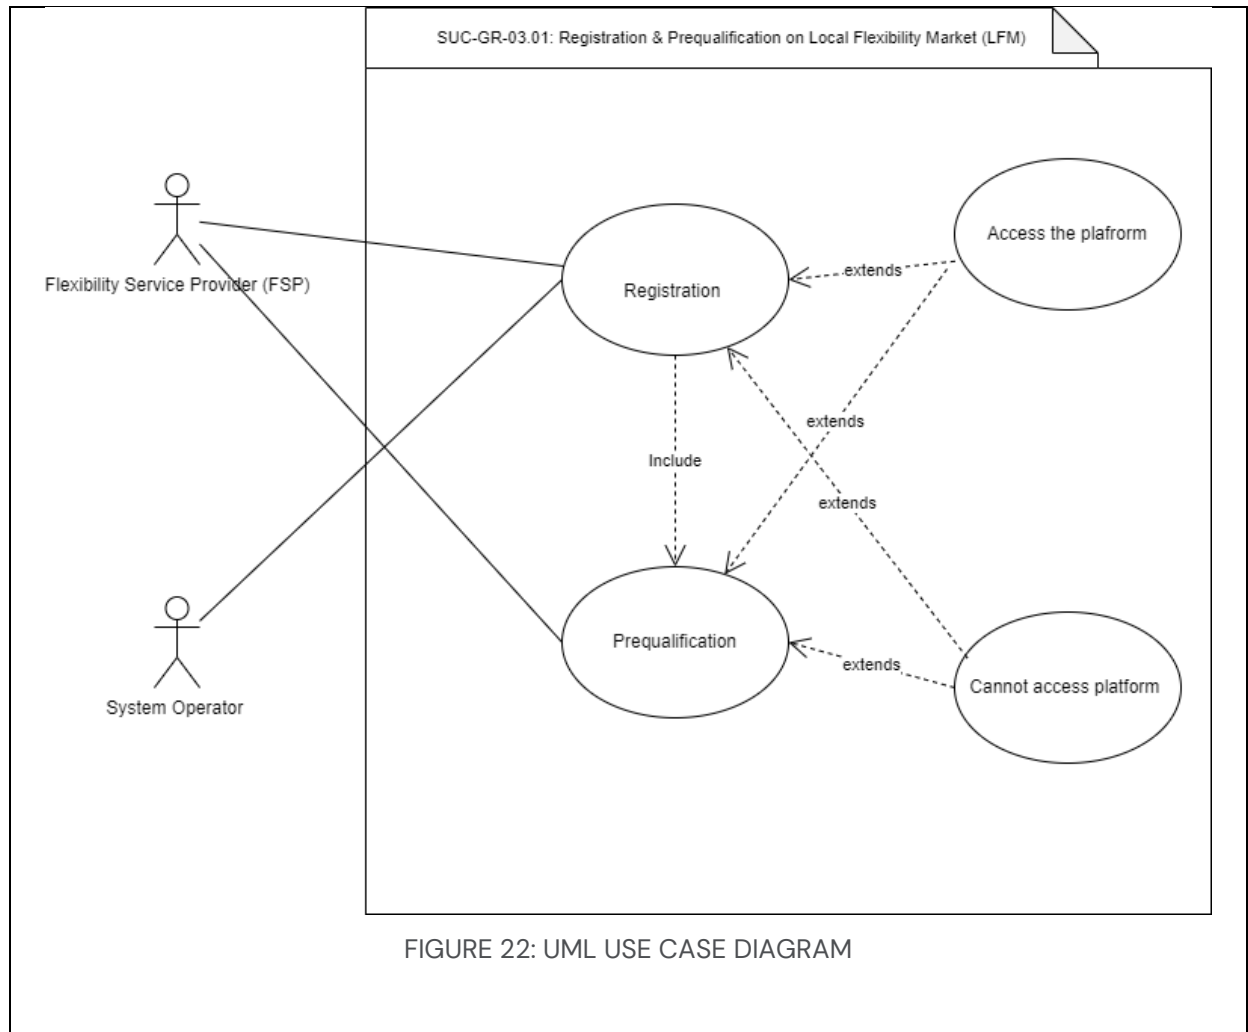 SUC-GR-03.01: Registration & Prequalification on Local Flexibility Market (LFM)
Access the plafrorm
extends
Registration
Flexibility Service Provider (FSP)
extends
Include
extends
Prequalification
extends
Cannot access platform
System Operator
FIGURE 22: UML USE CASE DIAGRAM